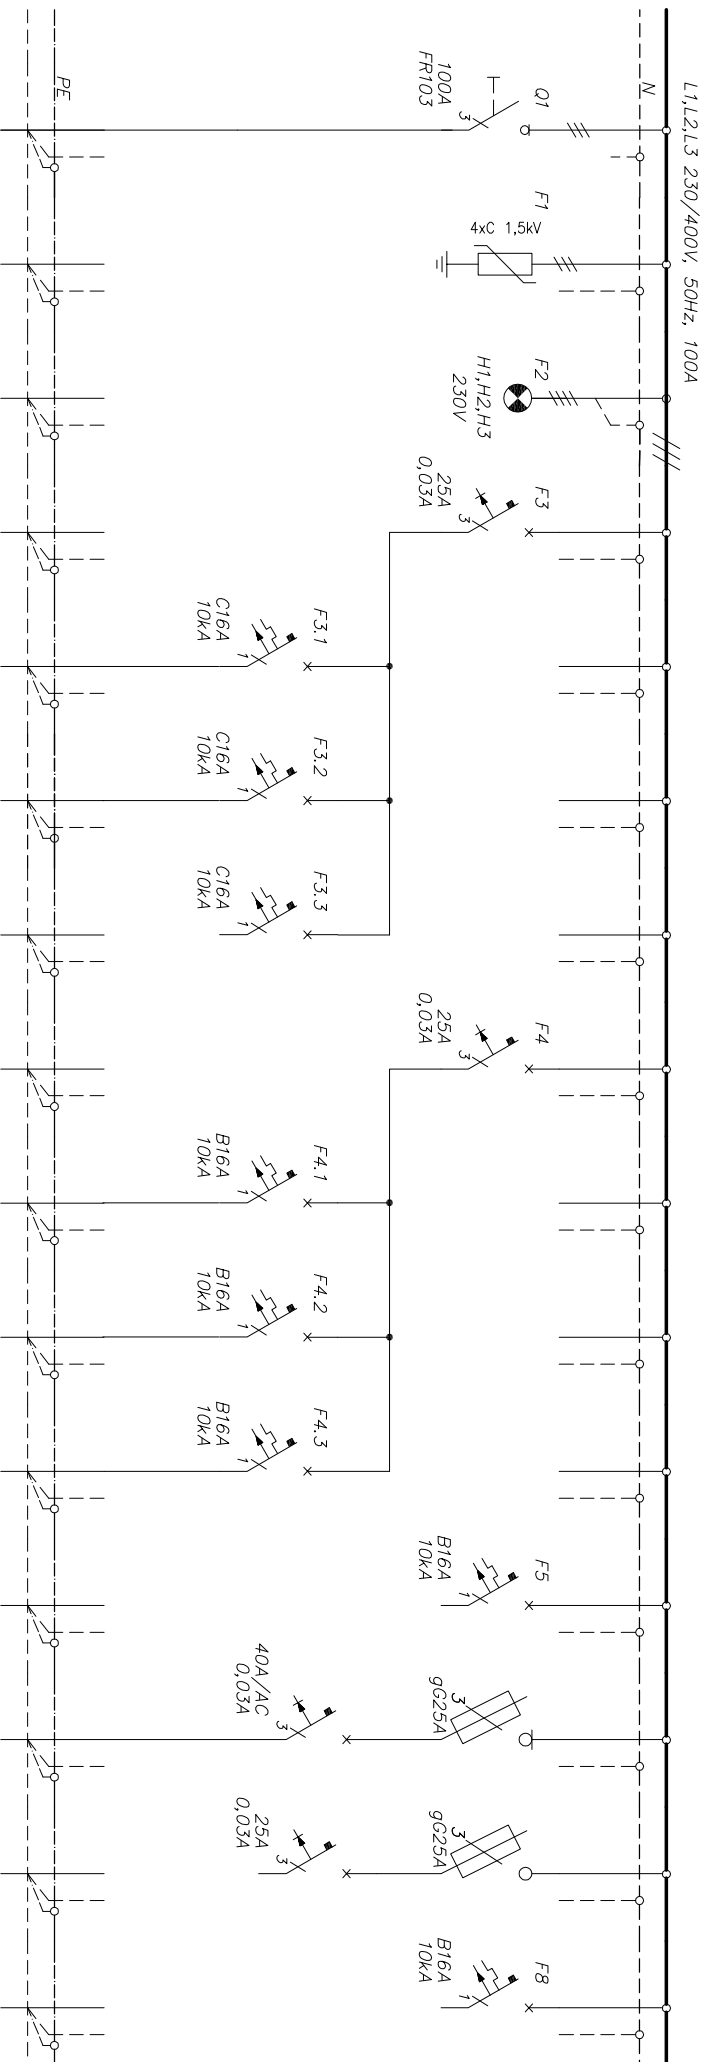 L1,L2,L3 230/400V, 50Hz, 100A
N
Q1
3
100A
FR103
F1
4xC 1,5kV
F2
H1,H2,H3
230V
F3
3
25A
0,03A
F3.1
1
C16A
10kA
F3.2
1
C16A
10kA
F3.3
1
C16A
10kA
F4
3
25A
0,03A
F4.1
1
B16A
10kA
F4.2
1
B16A
10kA
F4.3
1
B16A
10kA
F5
1
B16A
10kA
3
gG25A
3
40A/AC
0,03A
3
gG25A
3
25A
0,03A
F8
1
B16A
10kA
PE